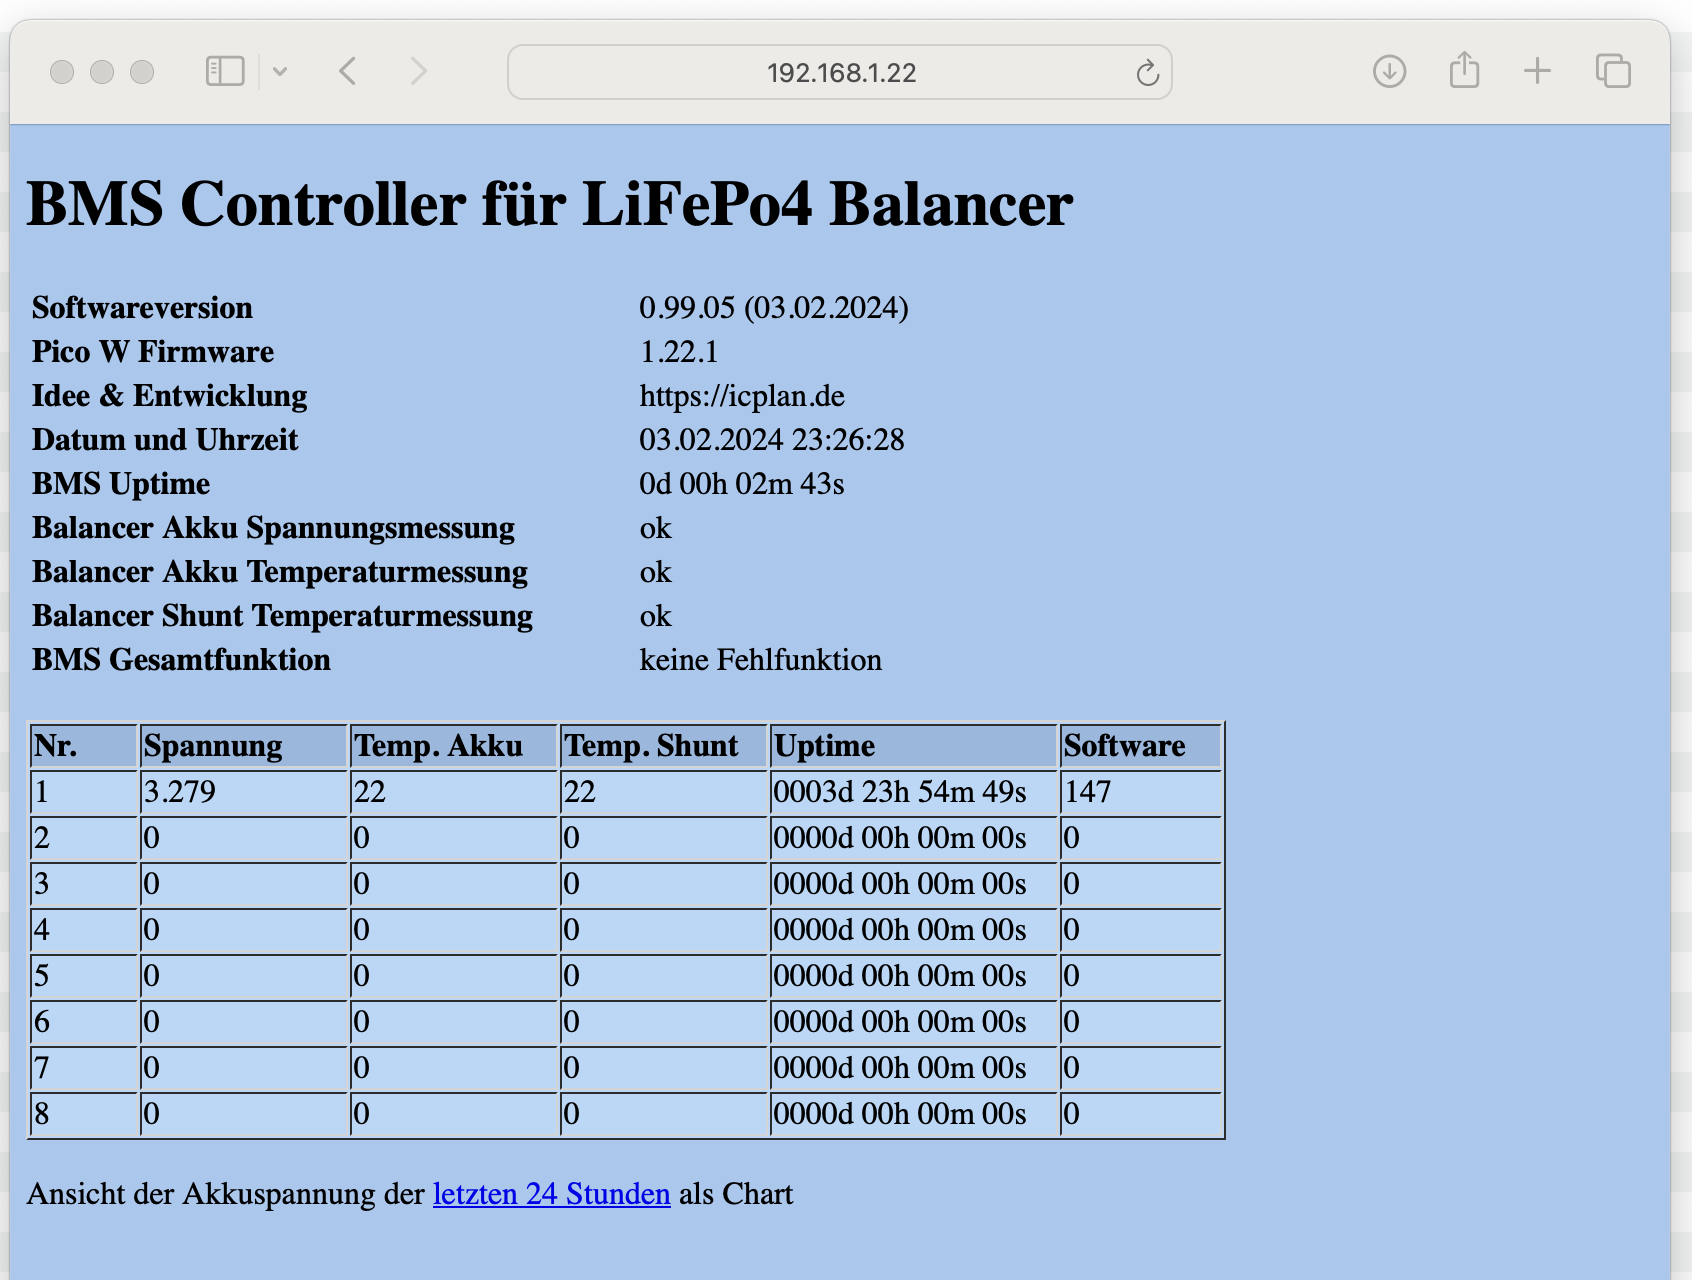 192.168.1.22
BMS Controller für LiFePo4 Balancer
Softwareversion 0.99.05 (03.02.2024)
Pico W Firmware 1.22.1
Idee & Entwicklung https://icplan.de
Datum und Uhrzeit 03.02.2024 23:26:28
BMS Uptime 0d 00h 02m 43s
Balancer Akku Spannungsmessung ok
Balancer Akku Temperaturmessung ok
Balancer Shunt Temperaturmessung ok
BMS Gesamtfunktion keine Fehlfunktion
Nr. Spannung Temp. Akku Temp. Shunt Uptime Software
1 3.279 22 22 0003d 23h 54m 49s 147
2 0 0 0 0000d 00h 00m 00s 0
3 0 0 0 0000d 00h 00m 00s 0
4 0 0 0 0000d 00h 00m 00s 0
5 0 0 0 0000d 00h 00m 00s 0
6 0 0 0 0000d 00h 00m 00s 0
7 0 0 0 0000d 00h 00m 00s 0
8 0 0 0 0000d 00h 00m 00s 0
Ansicht der Akkuspannung der letzten 24 Stunden als Chart